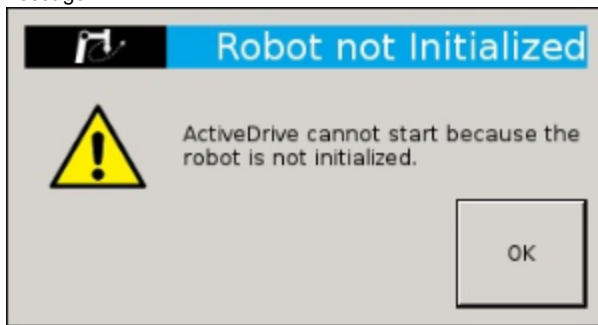 Robot not Initialized
ActiveDrive cannot start because the
robot is not initialized.
OK